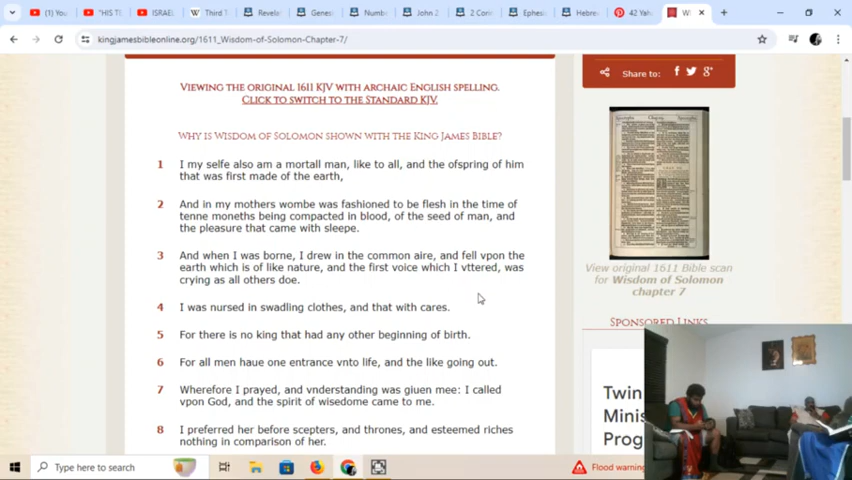 (1) You
"HIS T
ISRAEL
Third T
Revela
Genes
Numb
John 2
2 Cori
Ephes
Hebre
42 Yah
kingjamesbibleonline.org/1611_Wisdom-of-Solomon-Chapter-7/
Viewing the original 1611 KJV with archaic English spelling.
Click to switch to the Standard KJV.
Why is Wisdom of Solomon shown with the King James Bible?
1 I my selfe also am a mortall man, like to all, and the ofspring of him
that was first made of the earth,
2 And in my mothers wombe was fashioned to be flesh in the time of
tenne moneths being compacted in blood, of the seed of man, and
the pleasure that came with sleepe.
3 And when I was borne, I drew in the common aire, and fell vpon the
earth which is of like nature, and the first voice which I vttered, was
crying as all others doe.
4 I was nursed in swadling clothes, and that with cares.
5 For there is no king that had any other beginning of birth.
6 For all men haue one entrance vnto life, and the like going out.
7 Wherefore I prayed, and vnderstanding was giuen mee: I called
vpon God, and the spirit of wisedome came to me.
8 I preferred her before scepters, and thrones, and esteemed riches
nothing in comparison of her.
Share to:
View original 1611 Bible scan
for Wisdom of Solomon
chapter 7
Sponsored Links
Twin
Minis
Prog
Type here to search
Flood warning